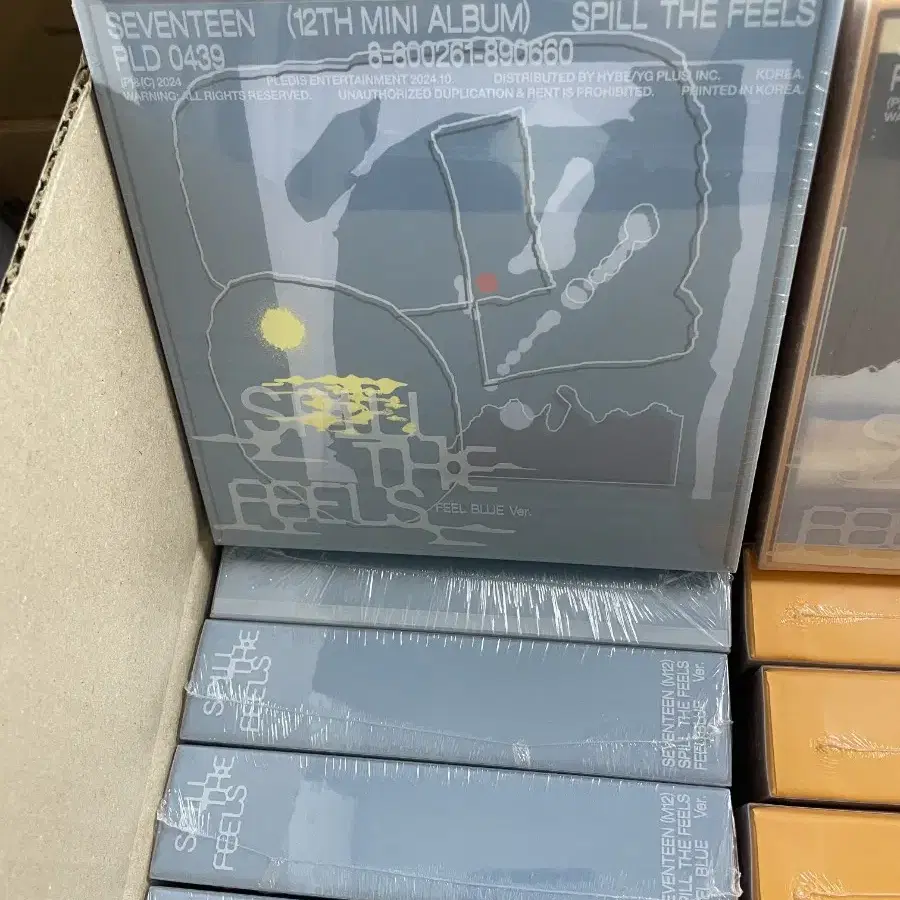 SEVENTEEN (12TH MINI ALBUM) SPILL THE FEELS
PLD 0439 8-800261-890660
(P)&(C) 2024 PLEDIS ENTERTAINMENT 2024.10. DISTRIBUTED BY HYBE/YG PLUS INC. KOREA.
WARNING: ALL RIGHTS RESERVED. UNAUTHORIZED DUPLICATION & RENT IS PROHIBITED. PRINTED IN KOREA.
SPILL
THE
FEELS
FEEL BLUE Ver.
SPILL
THE
FEELS
SEVENTEEN (M12)
SPILL THE FEELS
FEEL BLUE Ver.
SPILL
THE
FEELS
SEVENTEEN (M12)
SPILL THE FEELS
FEEL BLUE Ver.